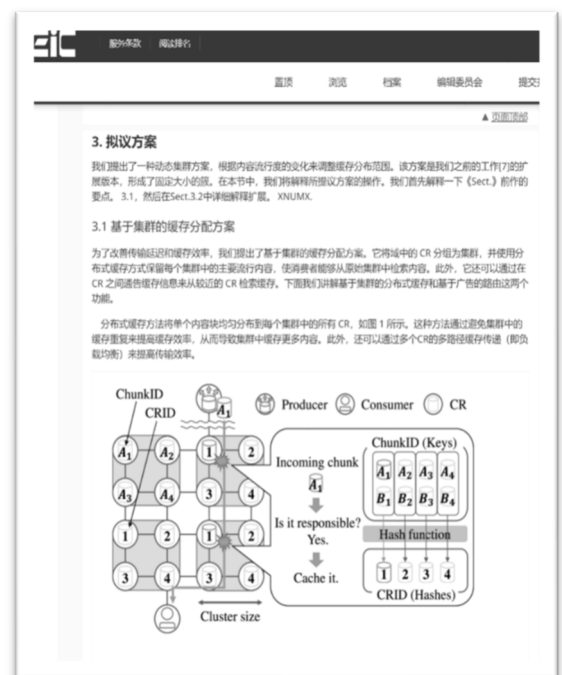 eiC
服务条款 阅读排名
置顶 浏览 档案 编辑委员会 提交
▲ 页面顶部
3. 拟议方案
我们提出了一种动态集群方案，根据内容流行度的变化来调整缓存分布范围。该方案是我们之前的工作[7]的扩
展版本，形成了固定大小的簇。在本节中，我们将解释所提议方案的操作。我们首先解释一下《Sect.》前作的
要点。 3.1，然后在Sect.3.2中详细解释扩展。 XNUMX.
3.1 基于集群的缓存分配方案
为了改善传输延迟和缓存效率，我们提出了基于集群的缓存分配方案。它将域中的 CR 分组为集群，并使用分
布式缓存方式保留每个集群中的主要流行内容，使消费者能够从原始集群中检索内容。此外，它还可以通过在
CR 之间通告缓存信息来从较近的 CR 检索缓存。下面我们讲解基于集群的分布式缓存和基于广告的路由这两个
功能。
分布式缓存方法将单个内容块均匀分布到每个集群中的所有 CR，如图 1 所示。这种方法通过避免集群中的
缓存重复来提高缓存效率，从而导致集群中缓存更多内容。此外，还可以通过多个CR的多路径缓存传递（即负
载均衡）来提高传输效率。
ChunkID
CRID
A1
Producer Consumer CR
A1 A2 1 2
A3 A4 3 4
1 2 1 2
3 4 3 4
Cluster size
Incoming chunk
A1
Is it responsible?
Yes.
Cache it.
ChunkID (Keys)
A1 A2 A3 A4
B1 B2 B3 B4
Hash function
1 2 3 4
CRID (Hashes)